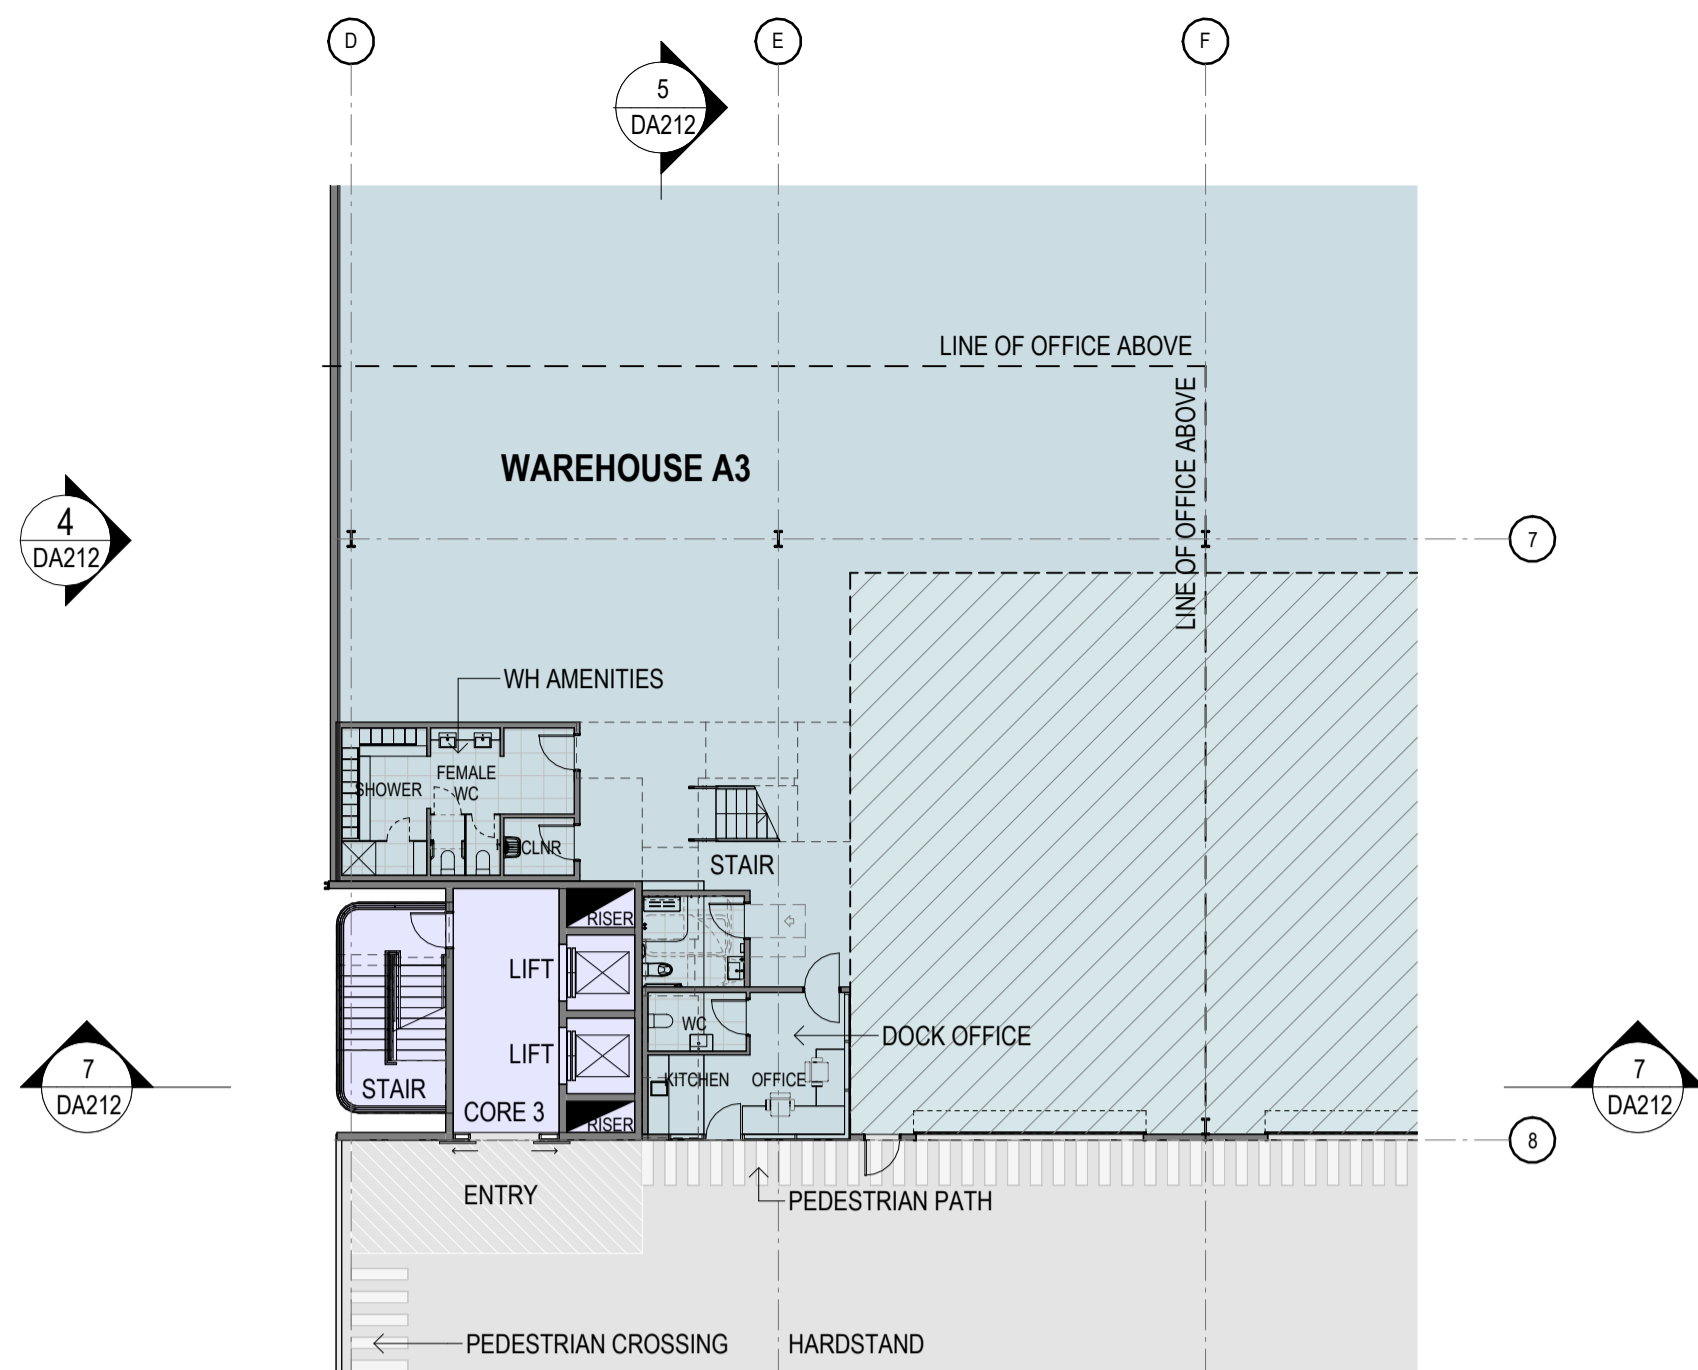 D
E
F
5
DA212
LINE OF OFFICE ABOVE
LINE OF OFFICE ABOVE
WAREHOUSE A3
4
DA212
7
WH AMENITIES
FEMALE
WC
SHOWER
CLNR
STAIR
RISER
LIFT
WC
DOCK OFFICE
LIFT
KITCHEN
OFFICE
STAIR
CORE 3
RISER
7
DA212
7
DA212
8
ENTRY
PEDESTRIAN PATH
PEDESTRIAN CROSSING
HARDSTAND